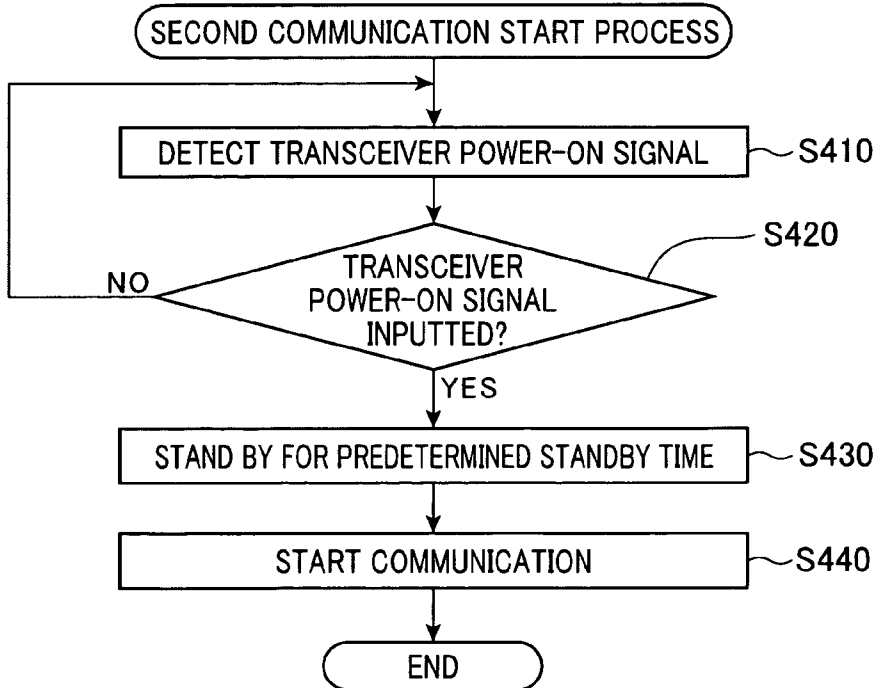 SECOND COMMUNICATION START PROCESS
DETECT TRANSCEIVER POWER-ON SIGNAL
S410
S420
TRANSCEIVER
POWER-ON SIGNAL
INPUTTED?
NO
YES
STAND BY FOR PREDETERMINED STANDBY TIME
S430
START COMMUNICATION
S440
END